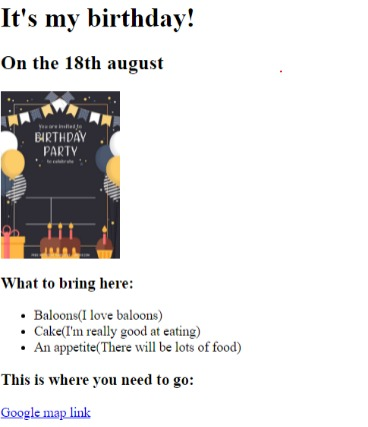 It's my birthday!
On the 18th august
You are invited to
BIRTHDAY
PARTY
to celebrate
What to bring here:
Baloons(I love baloons)
Cake(I'm really good at eating)
An appetite(There will be lots of food)
This is where you need to go:
Google map link